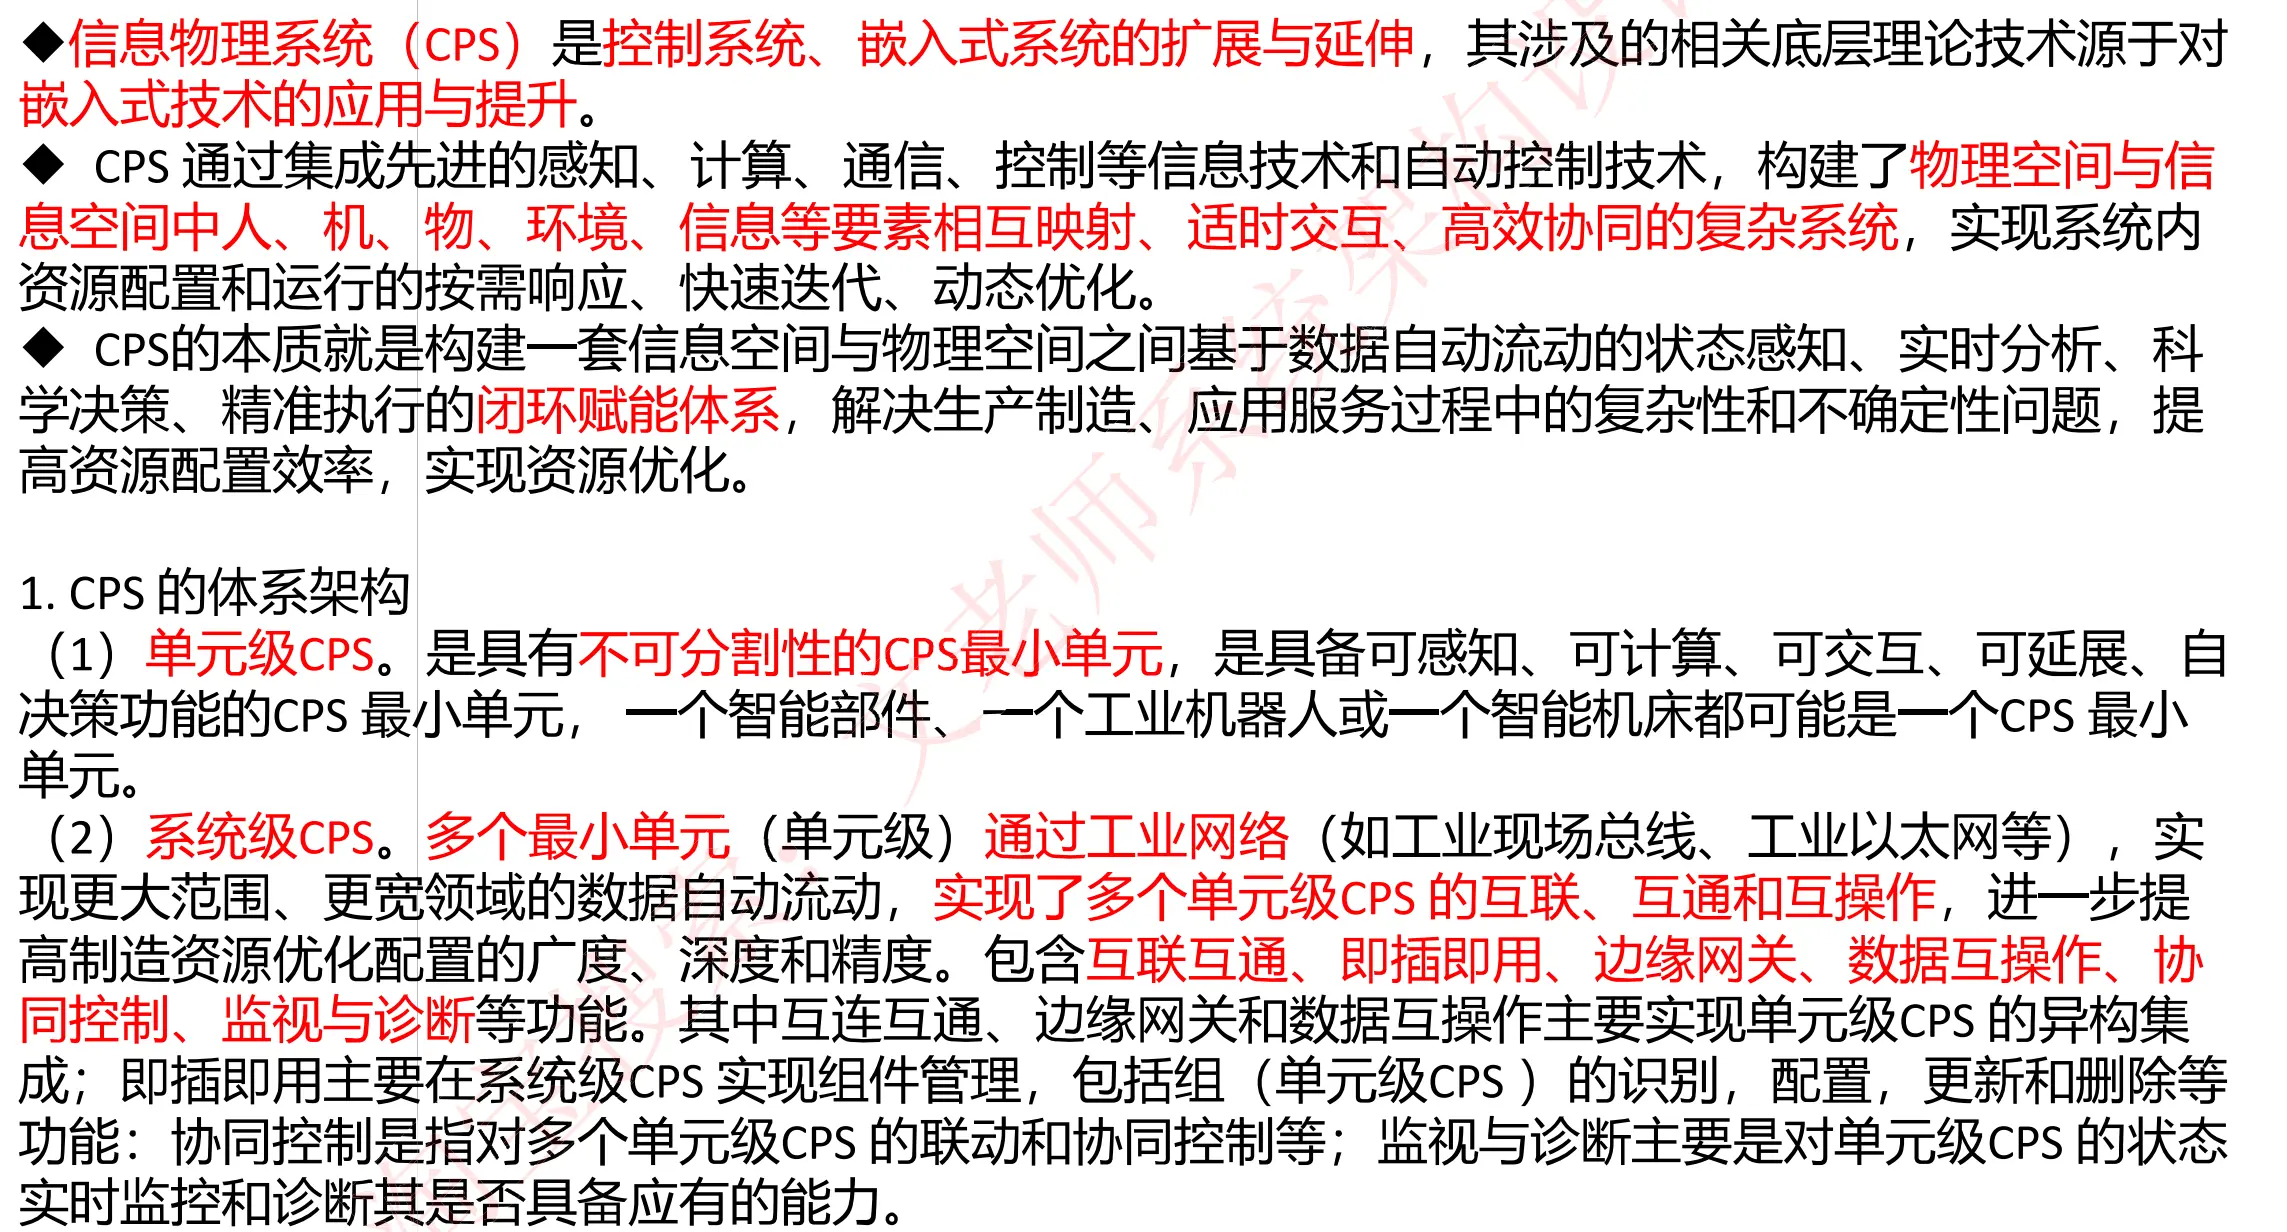 ◆信息物理系统（CPS）是控制系统、嵌入式系统的扩展与延伸，其涉及的相关底层理论技术源于对
嵌入式技术的应用与提升。
◆ CPS 通过集成先进的感知、计算、通信、控制等信息技术和自动控制技术，构建了物理空间与信
息空间中人、机、物、环境、信息等要素相互映射、适时交互、高效协同的复杂系统，实现系统内
资源配置和运行的按需响应、快速迭代、动态优化。
◆ CPS的本质就是构建一套信息空间与物理空间之间基于数据自动流动的状态感知、实时分析、科
学决策、精准执行的闭环赋能体系，解决生产制造、应用服务过程中的复杂性和不确定性问题，提
高资源配置效率，实现资源优化。
1. CPS 的体系架构
（1）单元级CPS。是具有不可分割性的CPS最小单元，是具备可感知、可计算、可交互、可延展、自
决策功能的CPS 最小单元， 一个智能部件、一个工业机器人或一个智能机床都可能是一个CPS 最小
单元。
（2）系统级CPS。多个最小单元（单元级）通过工业网络（如工业现场总线、工业以太网等），实
现更大范围、更宽领域的数据自动流动，实现了多个单元级CPS 的互联、互通和互操作，进一步提
高制造资源优化配置的广度、深度和精度。包含互联互通、即插即用、边缘网关、数据互操作、协
同控制、监视与诊断等功能。其中互连互通、边缘网关和数据互操作主要实现单元级CPS 的异构集
成；即插即用主要在系统级CPS 实现组件管理，包括组（单元级CPS ）的识别，配置，更新和删除等
功能：协同控制是指对多个单元级CPS 的联动和协同控制等；监视与诊断主要是对单元级CPS 的状态
实时监控和诊断其是否具备应有的能力。
淘宝搜索：文老师系统架构设